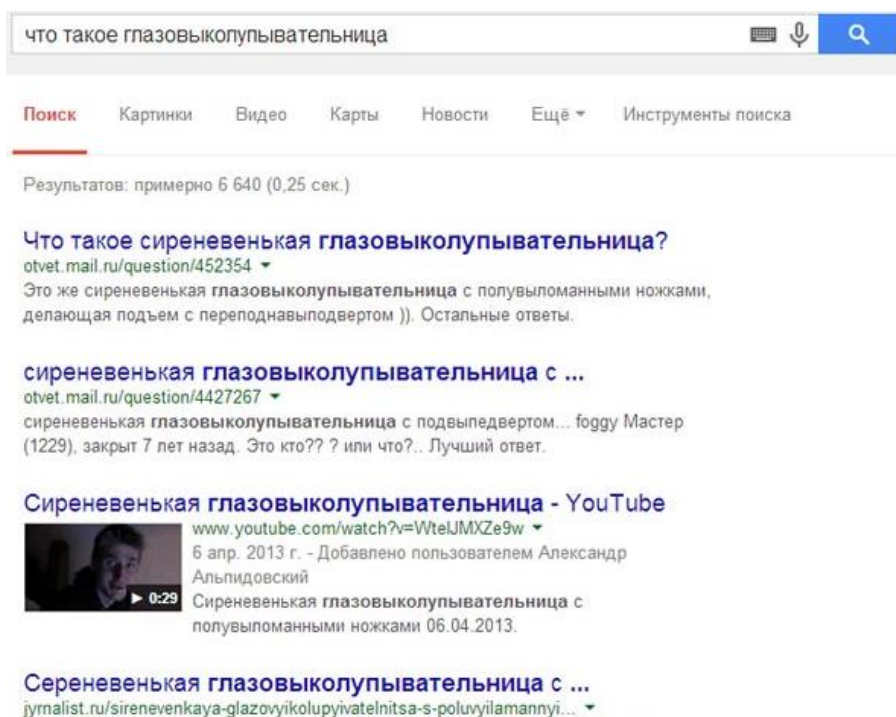 что такое глазовыколупывательница
Поиск Картинки Видео Карты Новости Ещё Инструменты поиска
Результатов: примерно 6 640 (0,25 сек.)
Что такое сиреневенькая глазовыколупывательница?
otvet.mail.ru/question/452354
Это же сиреневенькая глазовыколупывательница с полувыломанными ножками,
делающая подъем с переподнавыподвертом )). Остальные ответы.
сиреневенькая глазовыколупывательница с ...
otvet.mail.ru/question/4427267
сиреневенькая глазовыколупывательница с подвыпедвертом... foggy Мастер
(1229), закрыт 7 лет назад. Это кто?? ? или что?.. Лучший ответ.
Сиреневенькая глазовыколупывательница - YouTube
www.youtube.com/watch?v=WtelJMXZe9w
6 апр. 2013 г. - Добавлено пользователем Александр
Альпидовский
0:29
Сиреневенькая глазовыколупывательница с
полувыломанными ножками 06.04.2013.
Сереневенькая глазовыколупывательница с ...
jyrnalist.ru/sirenevenkaya-glazovyikolupyivatelnitsa-s-poluvyilamannyi...